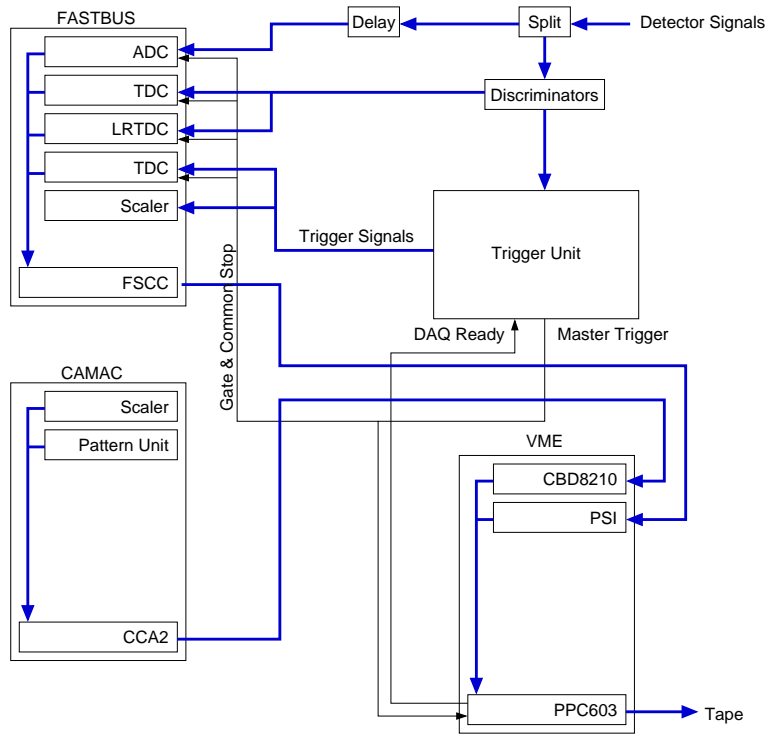 FASTBUS
Delay
Split
Detector Signals
ADC
TDC
Discriminators
LRTDC
TDC
Scaler
Trigger Signals
Trigger Unit
FSCC
Gate & Common Stop
DAQ Ready
Master Trigger
CAMAC
Scaler
Pattern Unit
VME
CBD8210
PSI
CCA2
PPC603
Tape